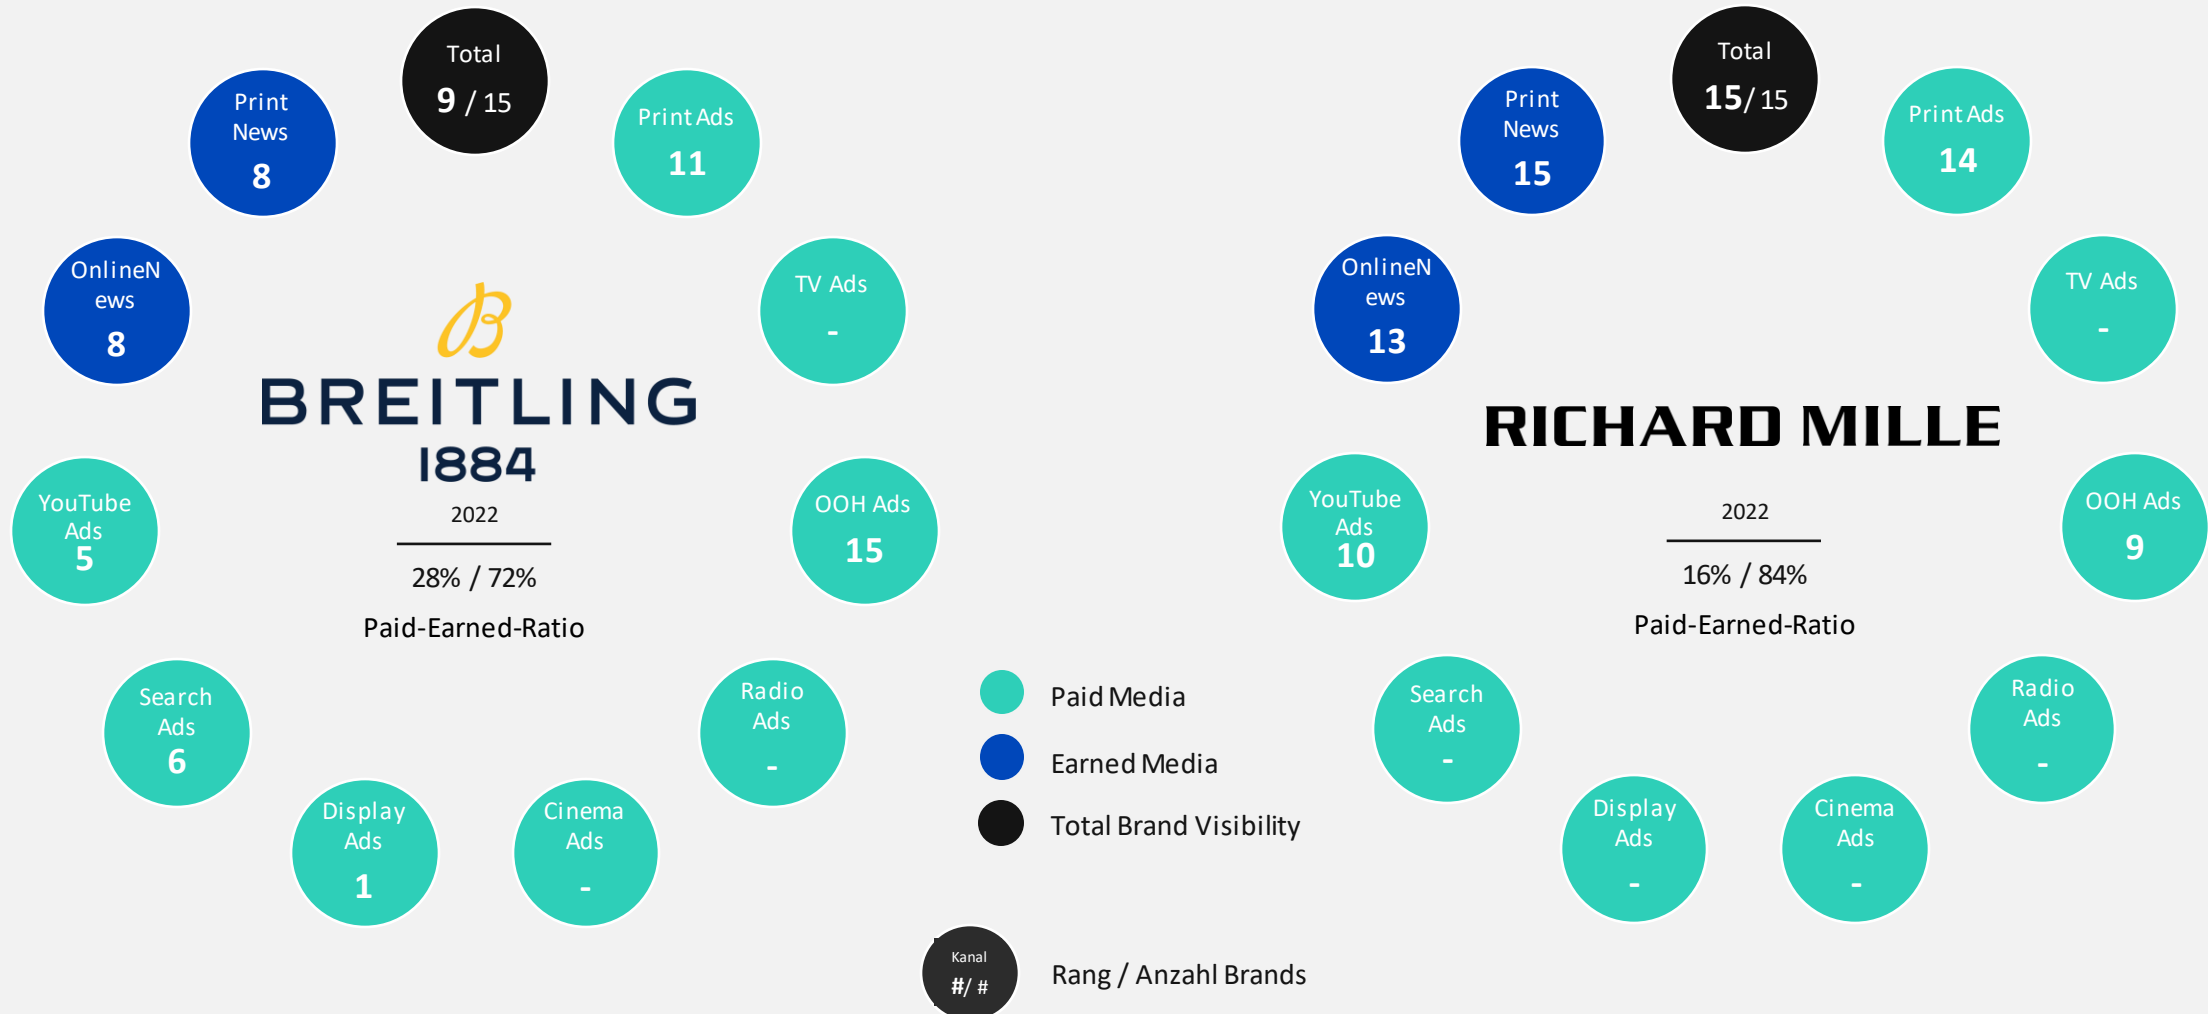 Total
9 / 15
Print Ads
11
TV Ads
-
OOH Ads
15
Radio
Ads
-
Cinema
Ads
-
Display
Ads
1
Search
Ads
6
YouTube
Ads
5
OnlineN
ews
8
Print
News
8
B
BREITLING
1884
2022
28% / 72%
Paid-Earned-Ratio
Paid Media
Earned Media
Total Brand Visibility
Kanal
#/ #
Rang / Anzahl Brands
Total
15/ 15
Print Ads
14
TV Ads
-
OOH Ads
9
Radio
Ads
-
Cinema
Ads
-
Display
Ads
-
Search
Ads
-
YouTube
Ads
10
OnlineN
ews
13
Print
News
15
RICHARD MILLE
2022
16% / 84%
Paid-Earned-Ratio